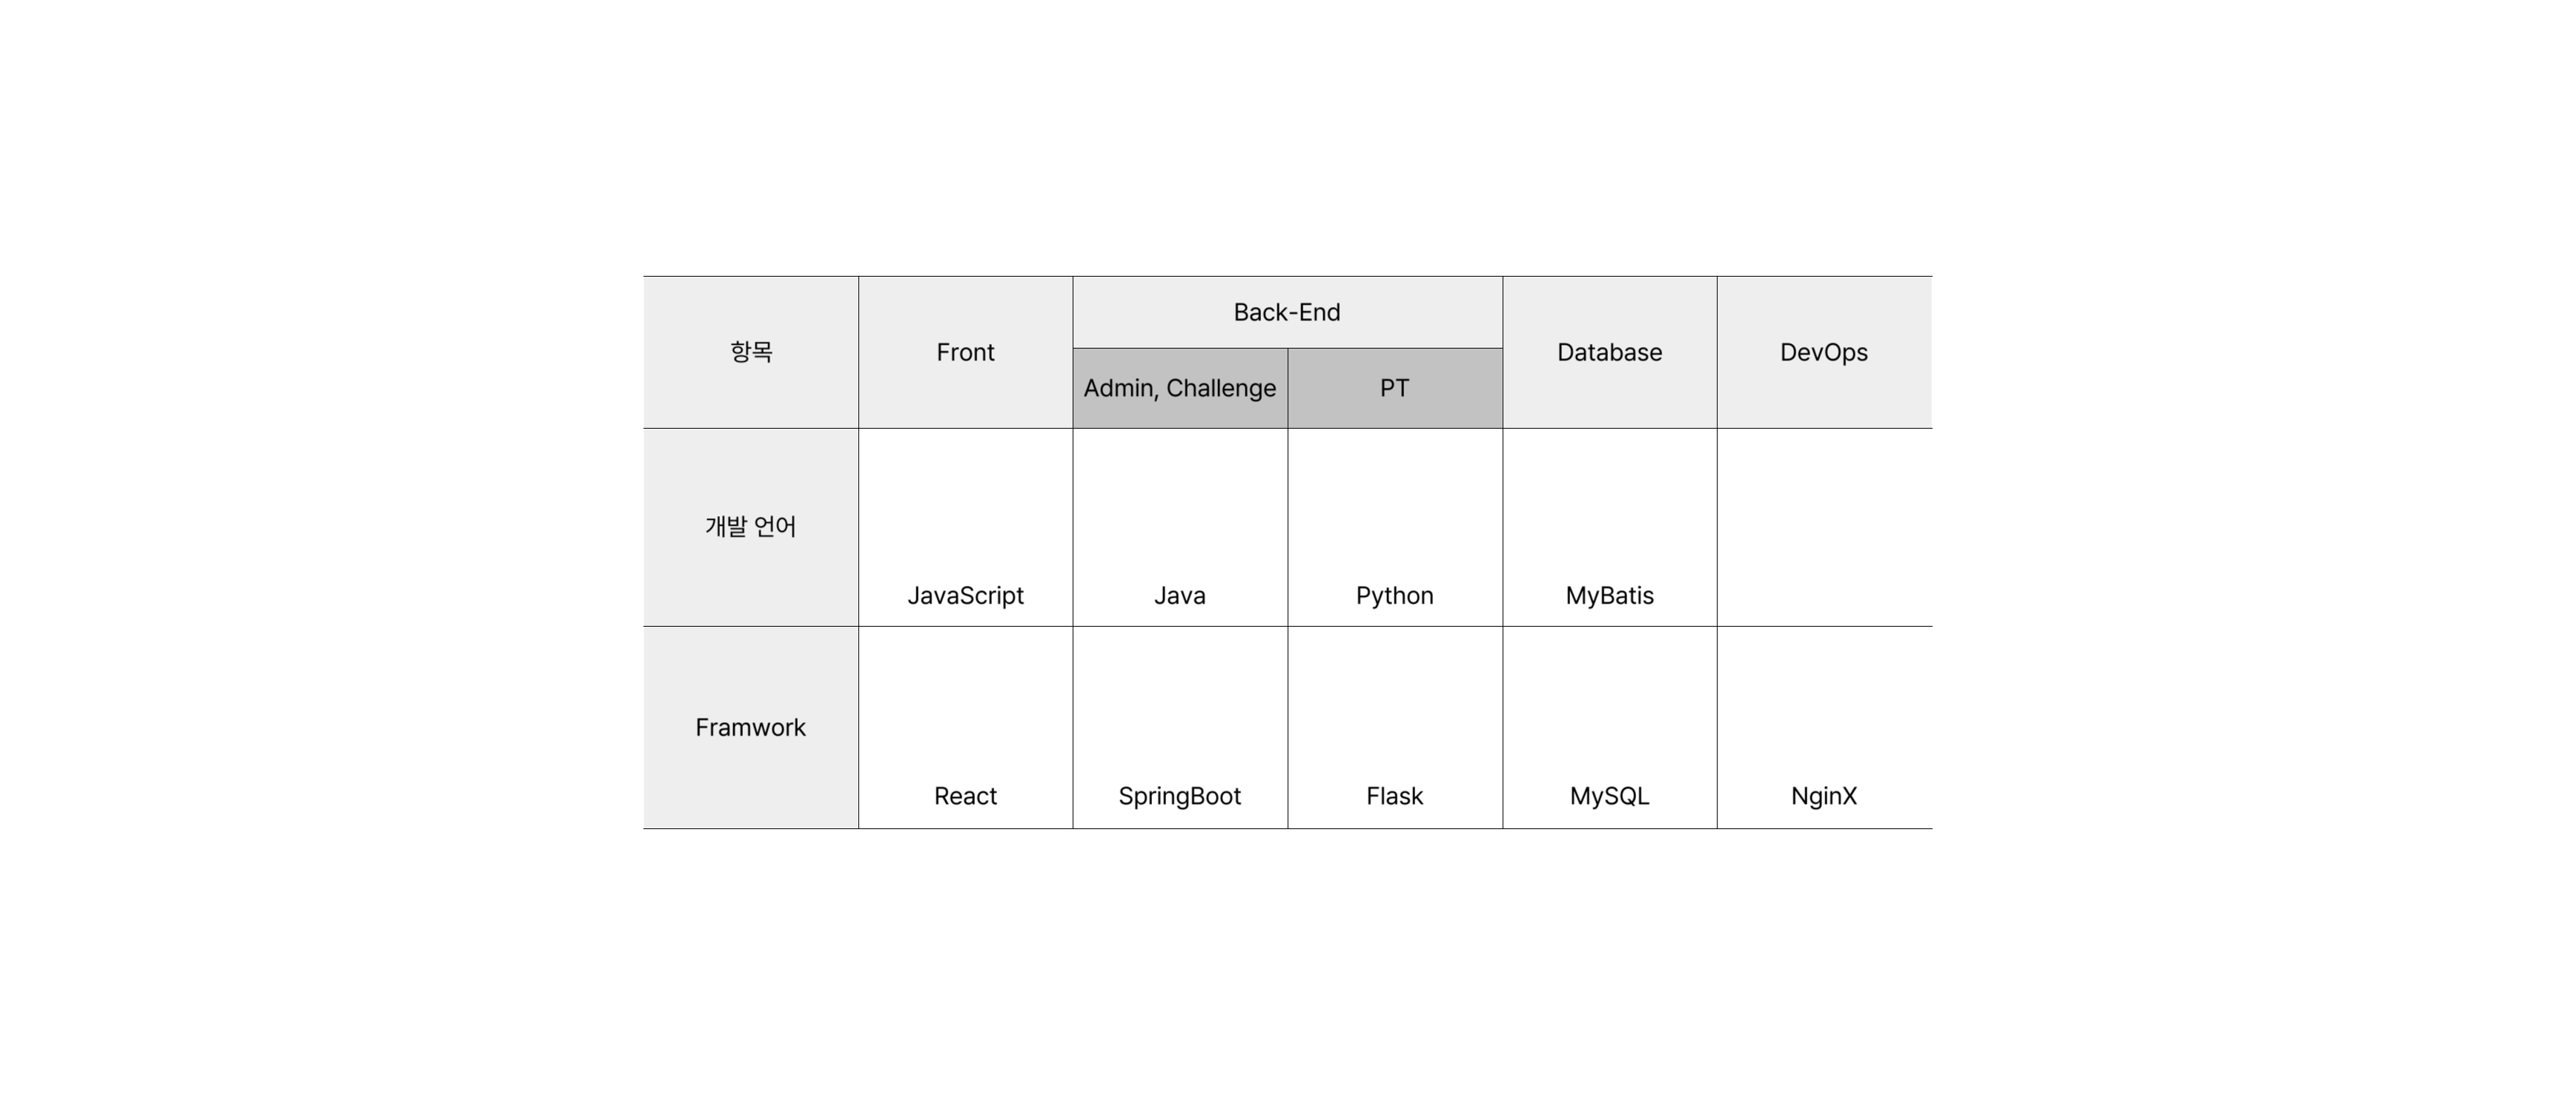 항목
Front
Back-End
Database
DevOps
Admin, Challenge
PT
개발 언어
JavaScript
Java
Python
MyBatis
Framwork
React
SpringBoot
Flask
MySQL
NginX